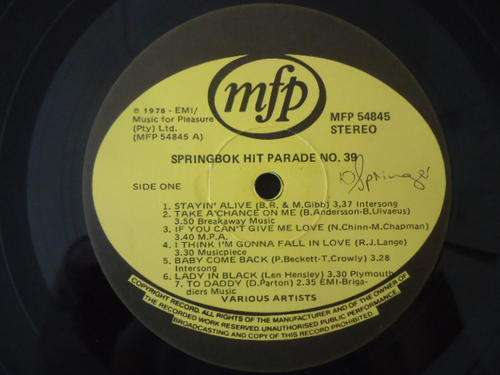 mfp
℗ 1978 - EMI/
Music for Pleasure
(Pty) Ltd.
(MFP 54845 A)
MFP 54845
STEREO
SPRINGBOK HIT PARADE NO. 39
SIDE ONE
1. STAYIN' ALIVE (B.R. & M.Gibb) 3.37 Intersong
2. TAKE A CHANCE ON ME (B.Andersson-B.Ulvaeus)
3.50 Breakaway Music
3. IF YOU CAN'T GIVE ME LOVE (N.Chinn-M.Chapman)
3.40 M.P.A.
4. I THINK I'M GONNA FALL IN LOVE (R.J.Lange)
3.30 Musicpiece
5. BABY COME BACK (P.Beckett-T.Crowly) 3.28
Intersong
6. LADY IN BLACK (Len Hensley) 3.30 Plymouth
7. TO DADDY (D.Parton) 2.35 EMI-Briga-
diers Music
VARIOUS ARTISTS
COPYRIGHT RECORD. ALL RIGHTS OF THE MANUFACTURER AND OF THE OWNER OF
THE RECORDED WORK RESERVED. UNAUTHORISED PUBLIC PERFORMANCE,
BROADCASTING AND COPY OF THIS RECORD PROHIBITED.